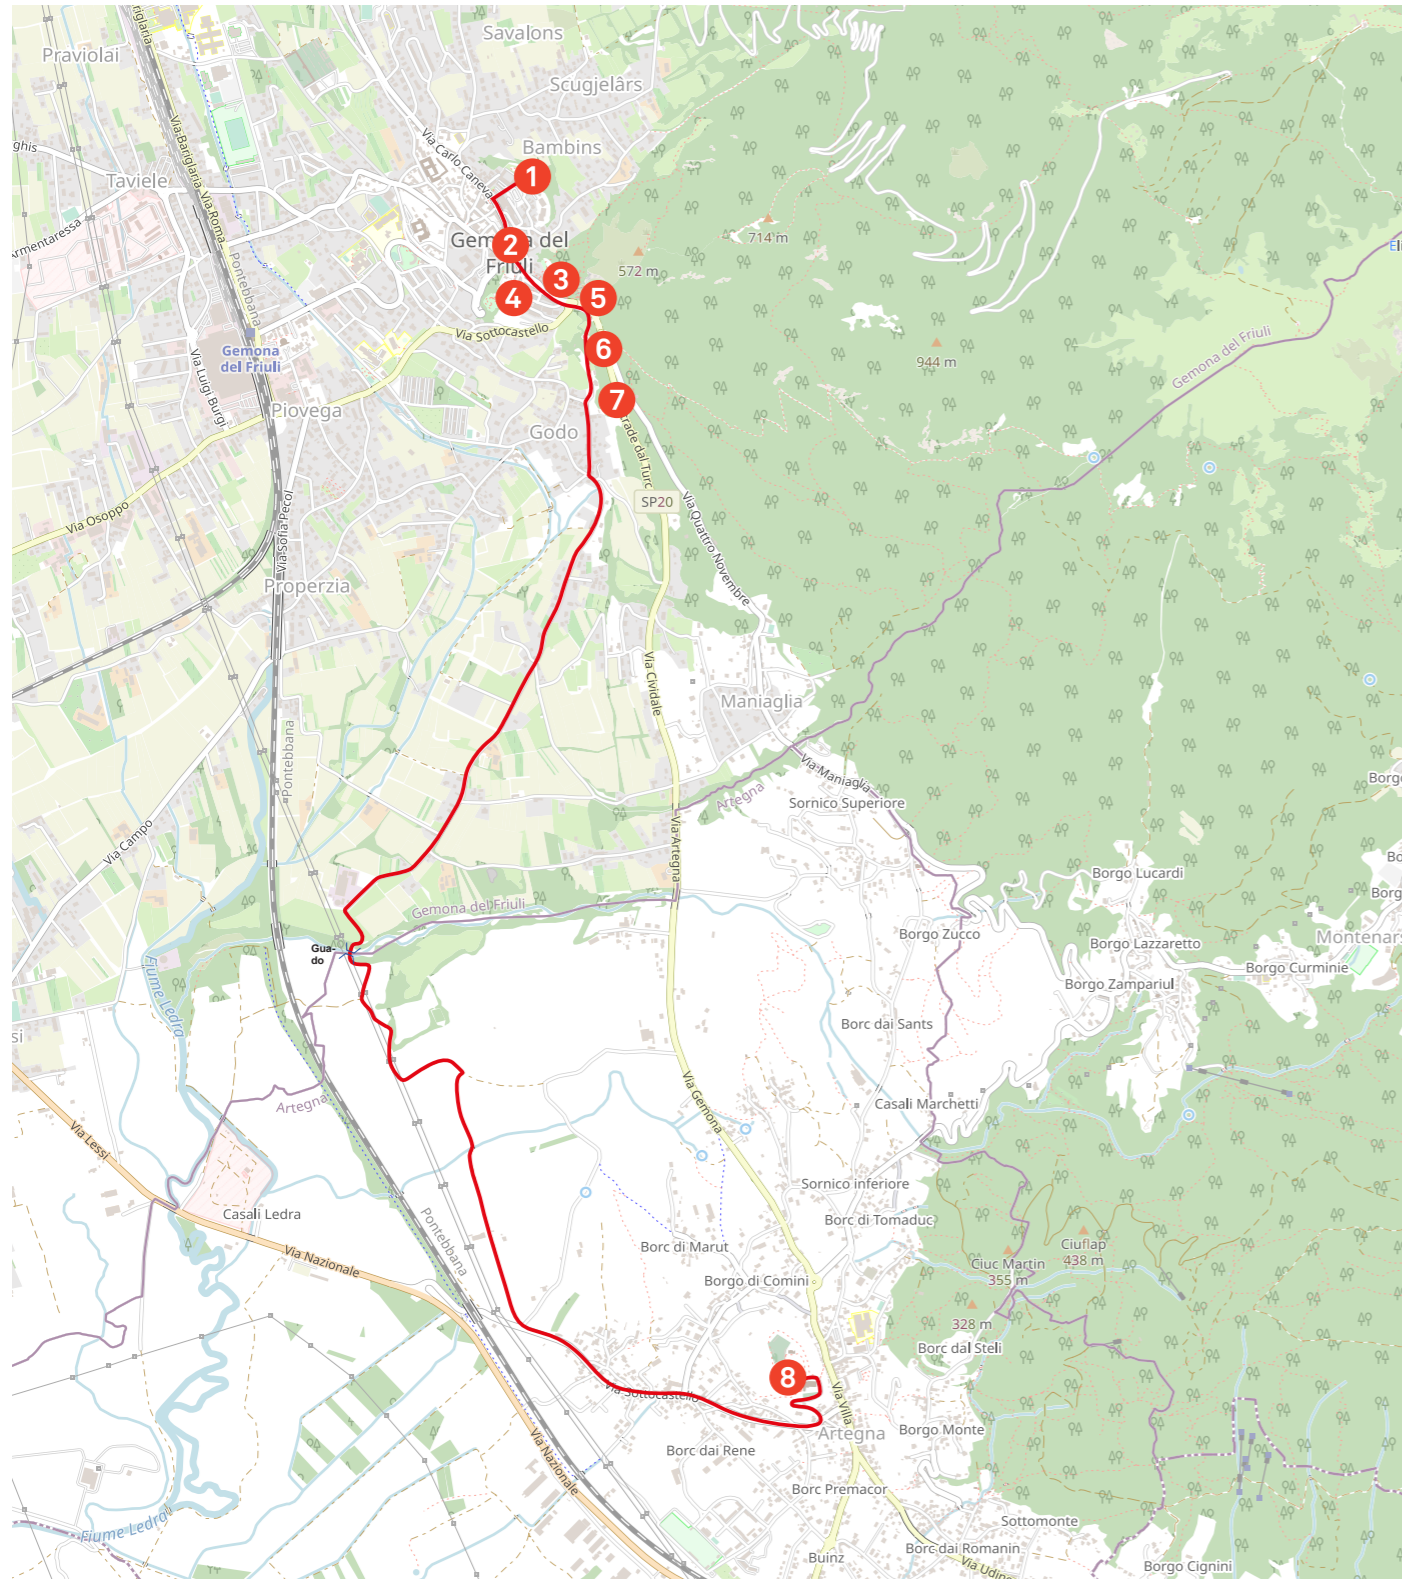 Savalons
Praviolai
Bariglaria
Scugjelârs
Via Bariglaria
Via Carlo Caneva
Bambins
ghis
Taviele
1
Via Roma
Armentaressa
Gemona del
Friuli
2
714 m
572 m
3
4
5
Pontebbana
Via Sottocastello
Gemona
del Friuli
6
944 m
Gemona del Friuli
Via Luigi Burgi
7
Piovega
Godo
rade dal Turc
SP20
Via Osoppo
Via Sofia Pecol
Via Quattro Novembre
Properzia
Via Cividale
Maniaglia
Pontebbana
Via Maniaglia
Artegna
Sornico Superiore
Via Campo
Via Artegna
Borgo Lucardi
Gemona del Friuli
Borgo Zucco
Borgo Lazzaretto
Montenars
Gua-
do
Borgo Curminie
Borgo Zampariul
Fiume Ledra
Borc dai Sants
si
Artegna
Via Gemona
Casali Marchetti
Via Lessi
Sornico inferiore
Casali Ledra
Borc di Tomaduc
Pontebbana
Via Nazionale
Borc di Marut
Ciuflap
438 m
Ciuc Martin
355 m
Borgo di Comini
328 m
Borc dal Steli
8
Via Sottocastello
Via Villa
Artegna
Borgo Monte
Borc dai Rene
Via Nazionale
Borc Premacor
Fiume Ledra
Sottomonte
Borc dai Romanin
Buinz
Via Udine
Borgo Cignini